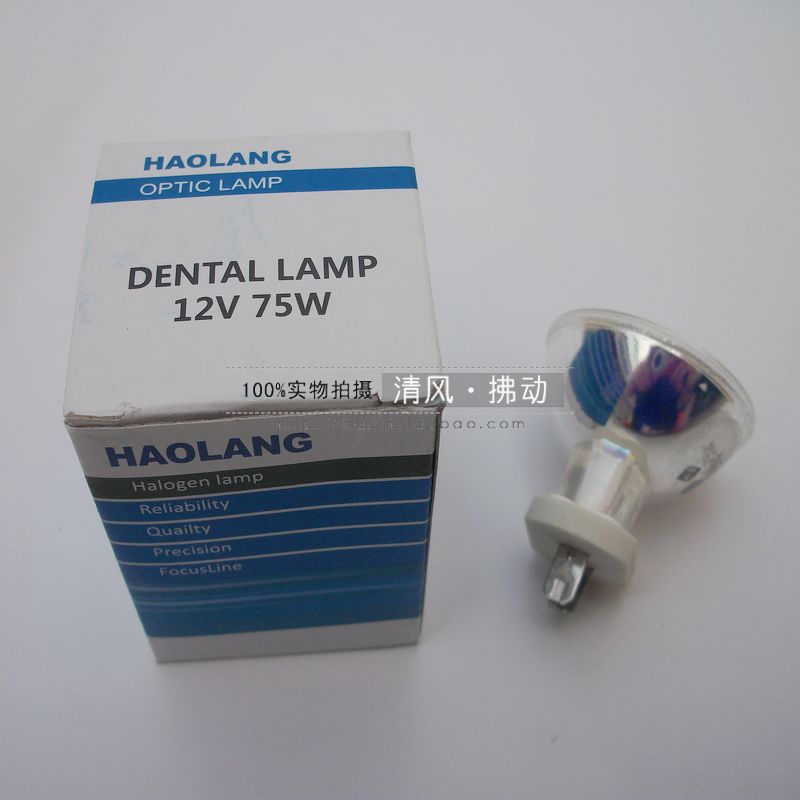 HAOLANG
OPTIC LAMP
DENTAL LAMP
12V 75W
100%实物拍摄 清风·拂动
HAOLANG
Halogen lamp
Reliability
Quailty
Precision
FocusLine